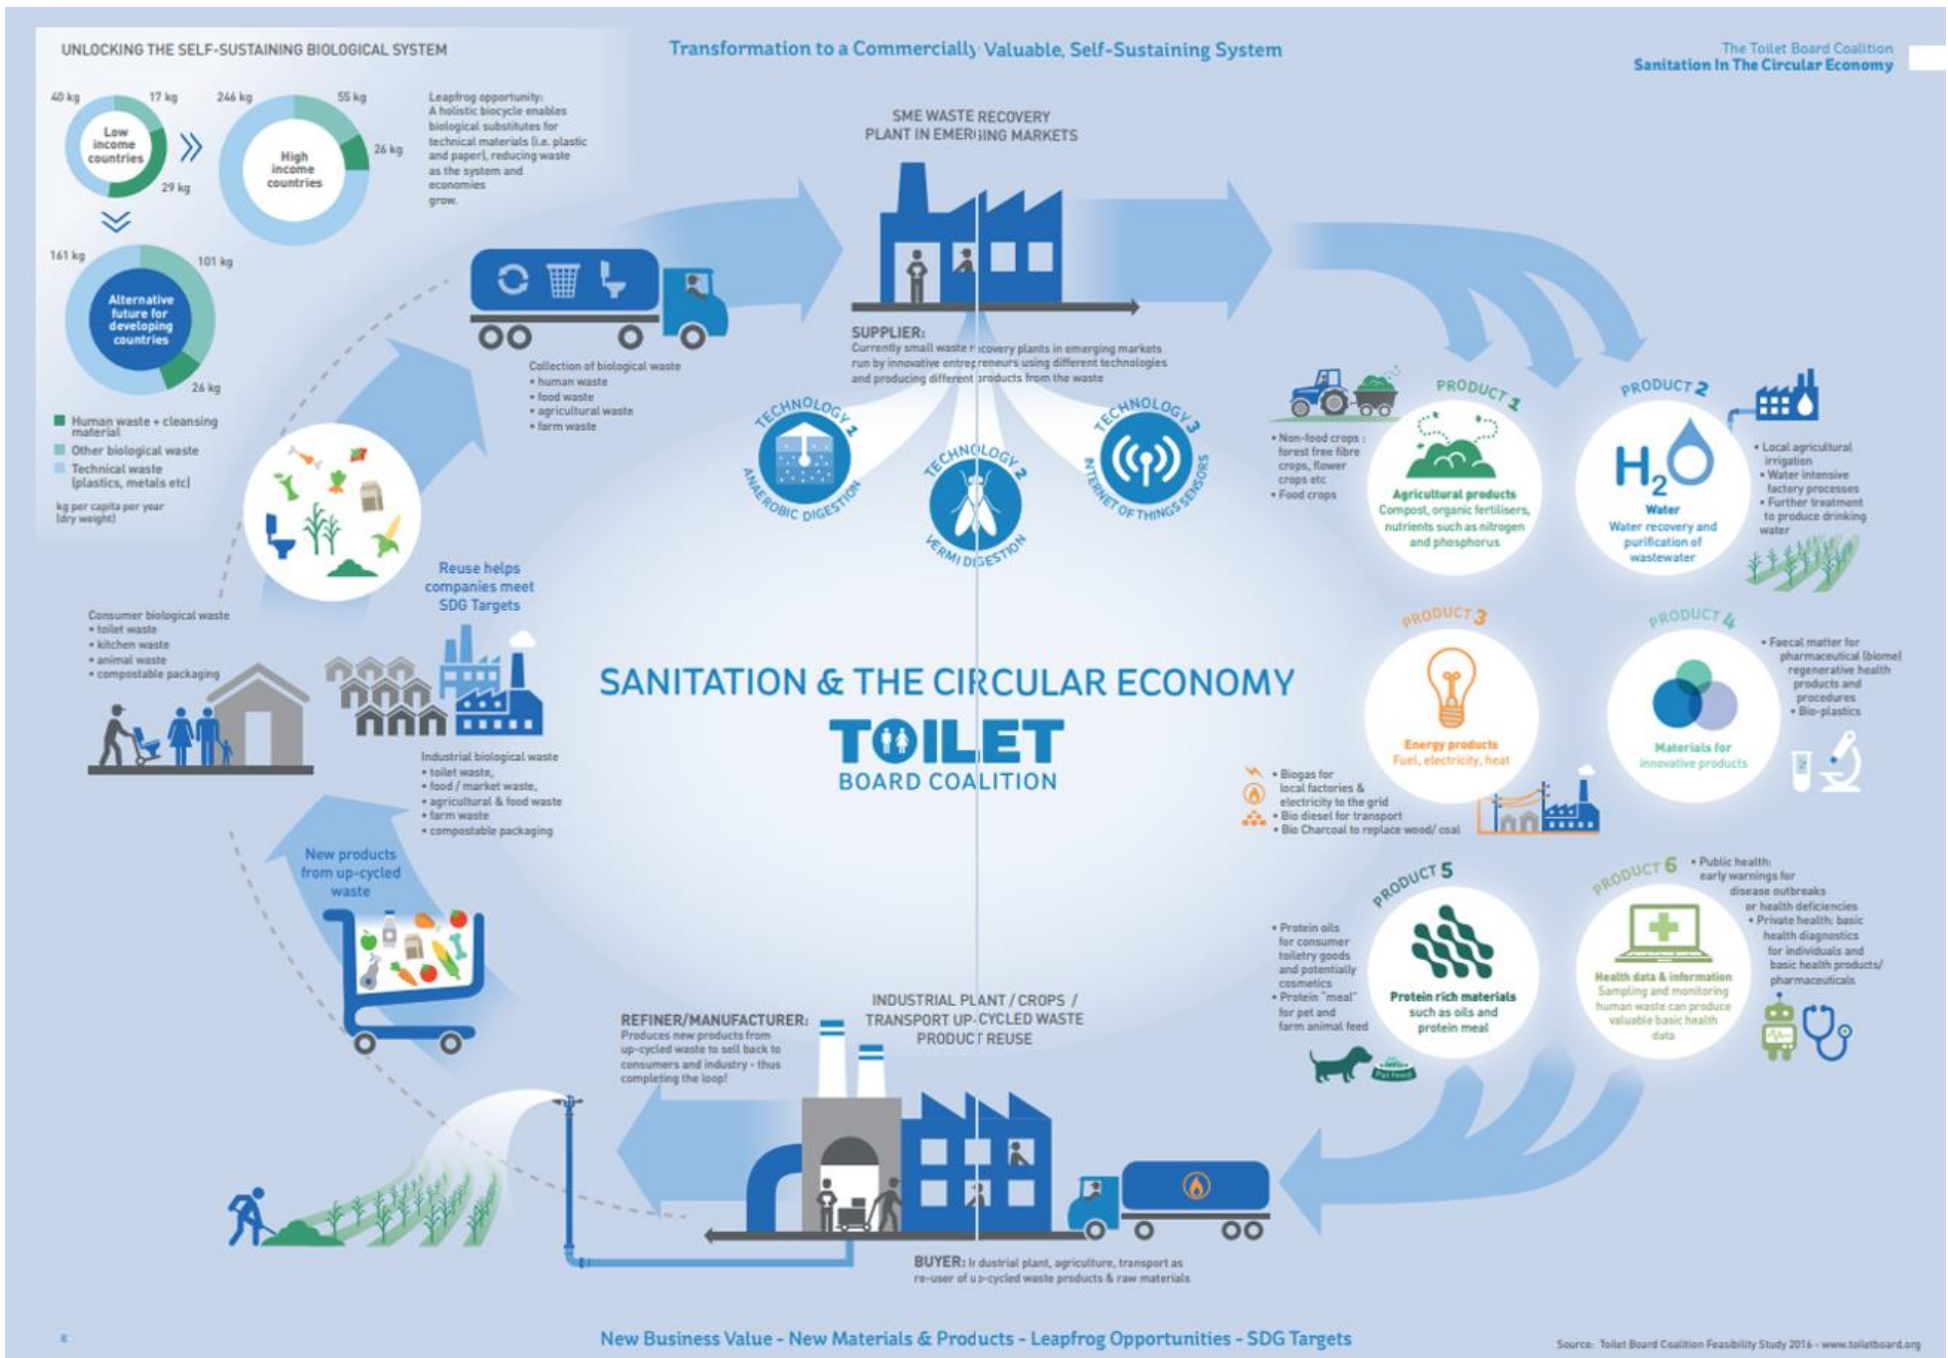 UNLOCKING THE SELF-SUSTAINING BIOLOGICAL SYSTEM
Transformation to a Commercially Valuable, Self-Sustaining System
The Toilet Board Coalition
Sanitation In The Circular Economy
40 kg
17 kg
Low
income
countries
29 kg
246 kg
55 kg
High
income
countries
26 kg
Leapfrog opportunity:
A holistic biocycle enables
biological substitutes for
technical materials (i.e. plastic
and paper), reducing waste
as the system and
economies
grow.
161 kg
101 kg
Alternative
future for
developing
countries
26 kg
Human waste + cleansing
material
Other biological waste
Technical waste
(plastics, metals etc)
kg per capita per year
(dry weight)
SME WASTE RECOVERY
PLANT IN EMERGING MARKETS
SUPPLIER:
Currently small waste recovery plants in emerging markets
run by innovative entrepreneurs using different technologies
and producing different products from the waste
Collection of biological waste
• human waste
• food waste
• agricultural waste
• farm waste
TECHNOLOGY 1
ANAEROBIC DIGESTION
TECHNOLOGY 2
VERMI DIGESTION
TECHNOLOGY 3
INTERNET OF THINGS SENSORS
PRODUCT 1
Agricultural products
Compost, organic fertilisers,
nutrients such as nitrogen
and phosphorus
• Non-food crops :
forest free fibre
crops, flower
crops etc
• Food crops
PRODUCT 2
H2O
Water
Water recovery and
purification of
wastewater
• Local agricultural
irrigation
• Water intensive
factory processes
• Further treatment
to produce drinking
water
Reuse helps
companies meet
SDG Targets
Consumer biological waste
• toilet waste
• kitchen waste
• animal waste
• compostable packaging
Industrial biological waste
• toilet waste,
• food / market waste,
• agricultural & food waste
• farm waste
• compostable packaging
SANITATION & THE CIRCULAR ECONOMY
TOILET
BOARD COALITION
PRODUCT 3
Energy products
Fuel, electricity, heat
• Biogas for
local factories &
electricity to the grid
• Bio diesel for transport
• Bio Charcoal to replace wood/ coal
PRODUCT 4
Materials for
innovative products
• Faecal matter for
pharmaceutical (biome)
regenerative health
products and
procedures
• Bio-plastics
New products
from up-cycled
waste
PRODUCT 5
Protein rich materials
such as oils and
protein meal
• Protein oils
for consumer
toiletry goods
and potentially
cosmetics
• Protein "meal"
for pet and
farm animal feed
Pet Food
PRODUCT 6
Health data & information
Sampling and monitoring
human waste can produce
valuable basic health
data
• Public health:
early warnings for
disease outbreaks
or health deficiencies
• Private health: basic
health diagnostics
for individuals and
basic health products/
pharmaceuticals
REFINER/MANUFACTURER:
Produces new products from
up-cycled waste to sell back to
consumers and industry - thus
completing the loop!
INDUSTRIAL PLANT / CROPS /
TRANSPORT UP-CYCLED WASTE
PRODUCT REUSE
BUYER: Industrial plant, agriculture, transport as
re-user of up-cycled waste products & raw materials
New Business Value - New Materials & Products - Leapfrog Opportunities - SDG Targets
Source: Toilet Board Coalition Feasibility Study 2016 - www.toiletboard.org